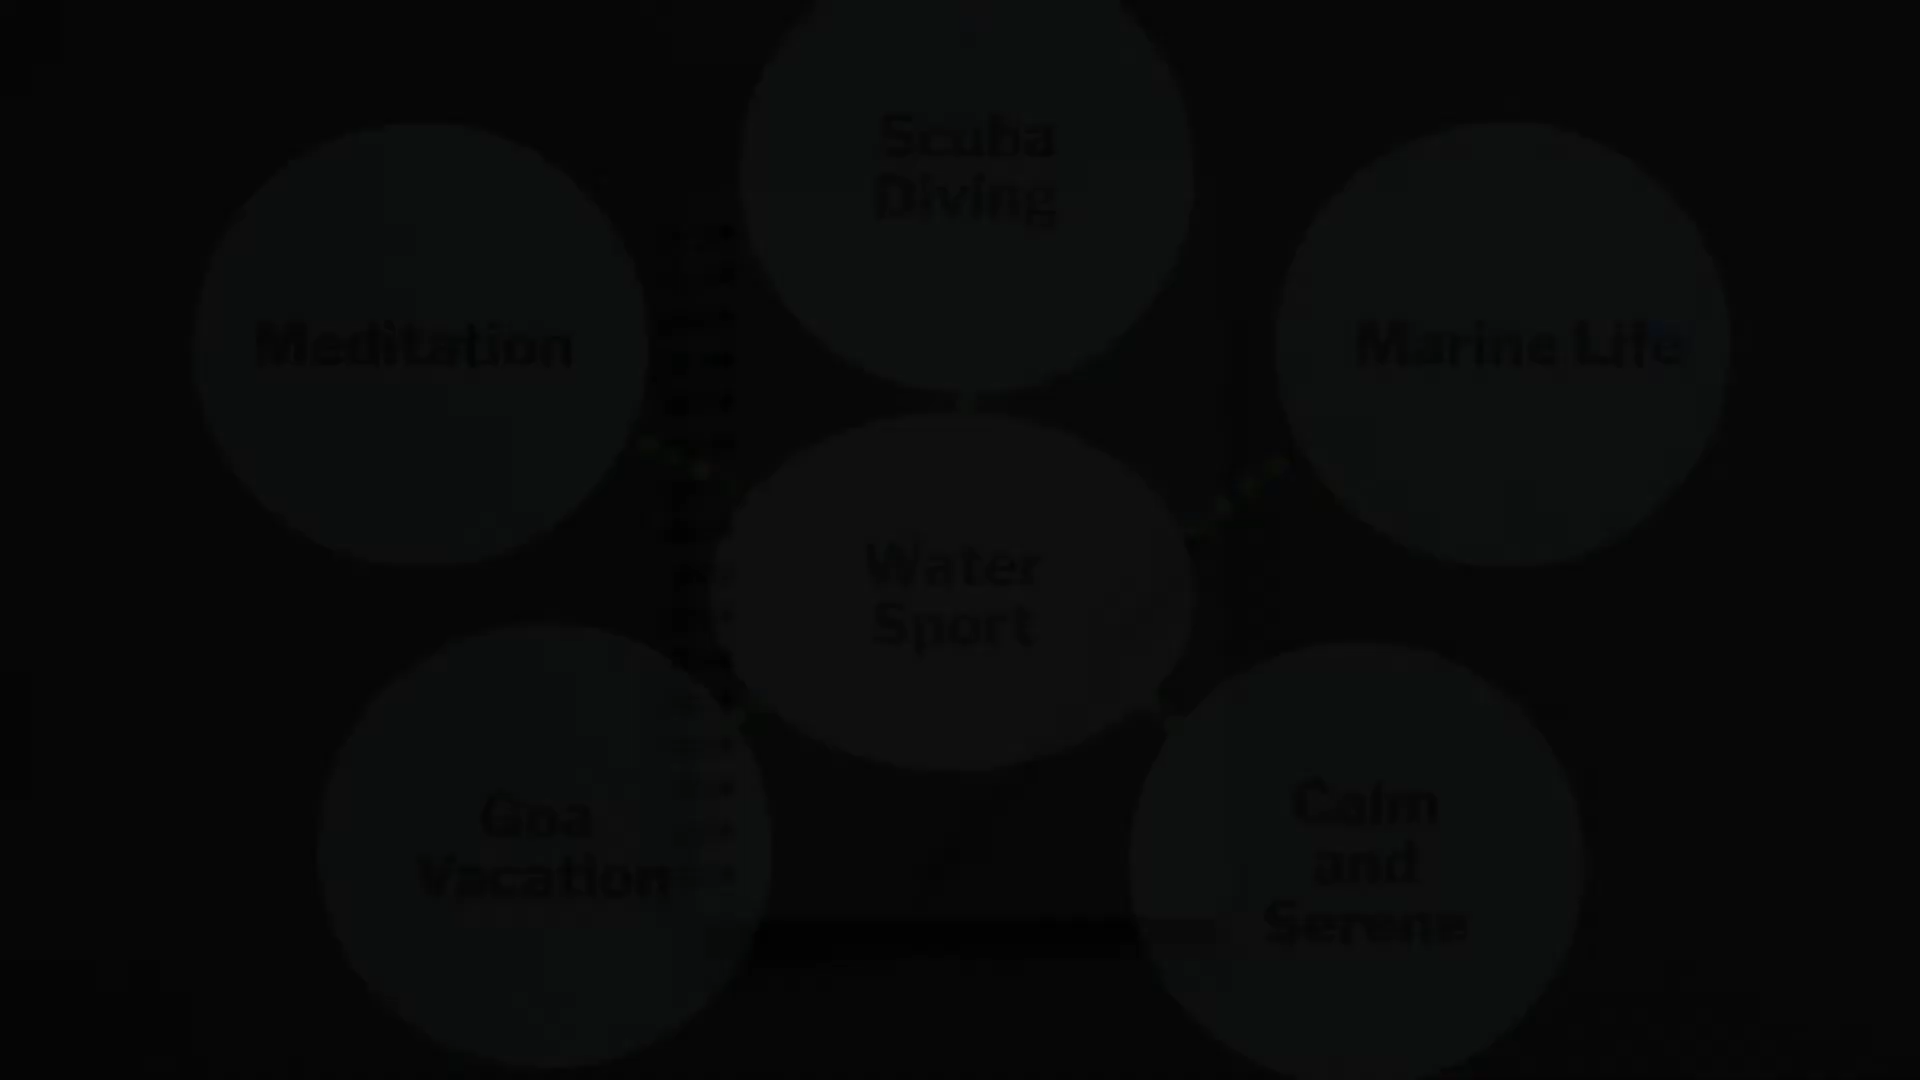 Scuba
Diving
Meditation
Marine Life
Water
Sport
Goa
Vacation
Calm
and
Serene